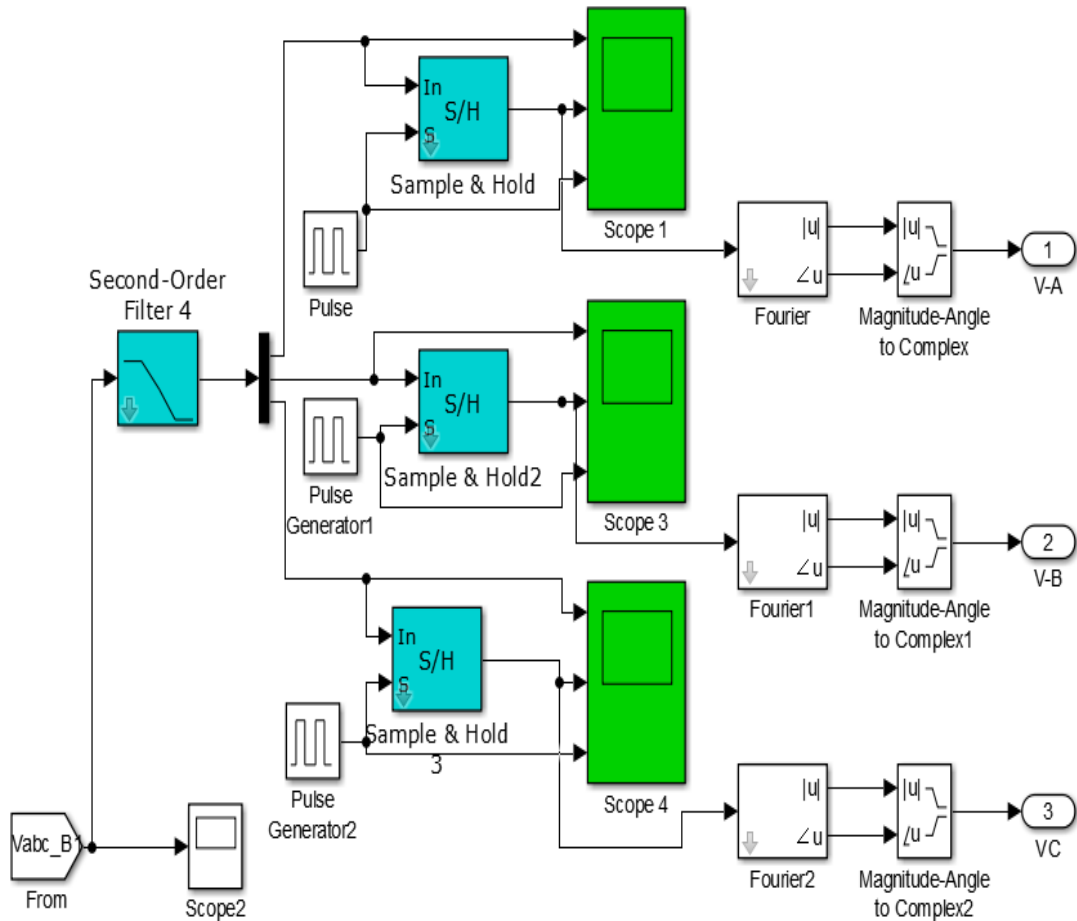 In
S/H
S
Sample & Hold
Scope 1
Pulse
|u|
∠u
Fourier
|u|
∠u
Magnitude-Angle
to Complex
1
V-A
Second-Order
Filter 4
In
S/H
S
Sample & Hold2
Scope 3
Pulse
Generator1
|u|
∠u
Fourier1
|u|
∠u
Magnitude-Angle
to Complex1
2
V-B
In
S/H
S
Sample & Hold
3
Scope 4
Pulse
Generator2
|u|
∠u
Fourier2
|u|
∠u
Magnitude-Angle
to Complex2
3
VC
Vabc_B1
From
Scope2